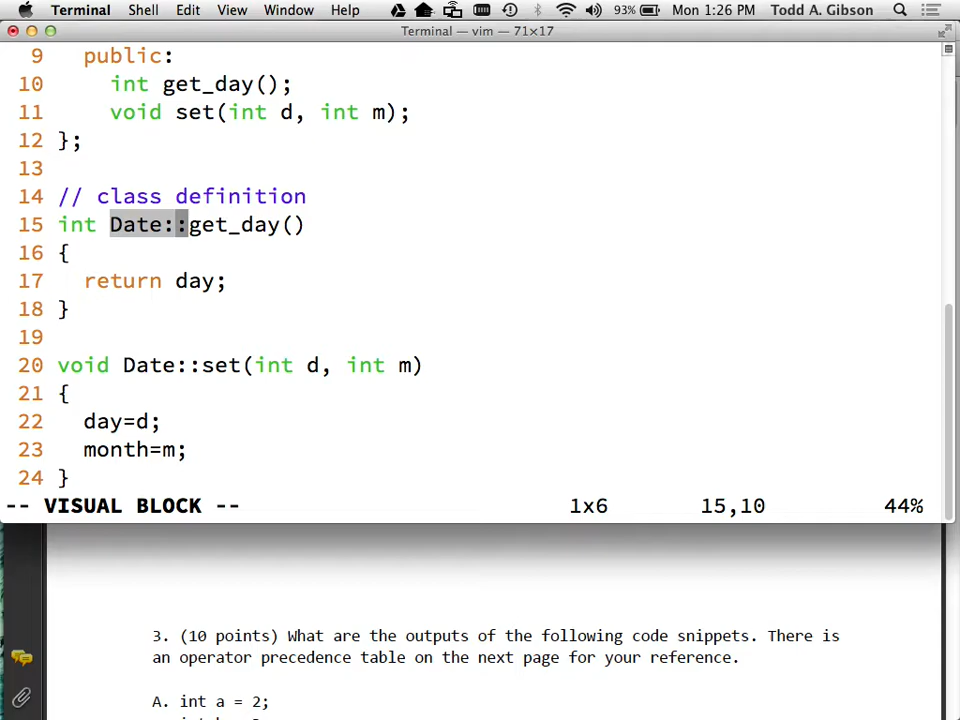 Terminal Shell Edit View Window Help 93% Mon 1:26 PM Todd A. Gibson
Terminal — vim — 71×17
9 public:
10 int get_day();
11 void set(int d, int m);
12 };
13
14 // class definition
15 int Date::get_day()
16 {
17 return day;
18 }
19
20 void Date::set(int d, int m)
21 {
22 day=d;
23 month=m;
24 }
-- VISUAL BLOCK -- 1x6 15,10 44%
3. (10 points) What are the outputs of the following code snippets. There is
an operator precedence table on the next page for your reference.
A. int a = 2;